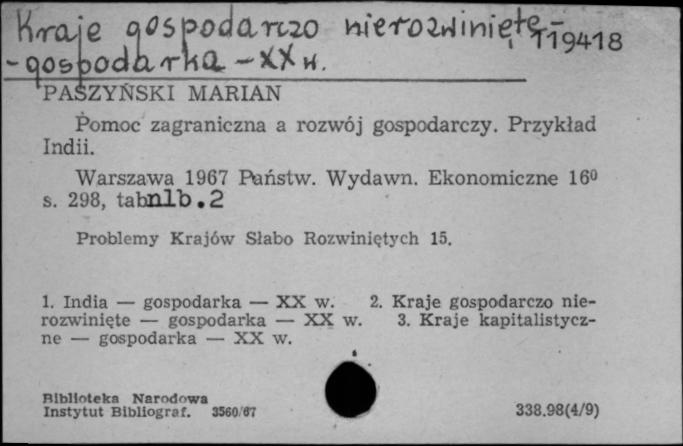 Kraje gospodarczo nierozwinięte -
T19418
- gospodarka - XX w.
PASZYŃSKI MARIAN
Pomoc zagraniczna a rozwój gospodarczy. Przykład
Indii.
Warszawa 1967 Państw. Wydawn. Ekonomiczne 16⁰
s. 298, tabnlb.2
Problemy Krajów Słabo Rozwiniętych 15.
1. India — gospodarka — XX w. 2. Kraje gospodarczo nie-
rozwinięte — gospodarka — XX w. 3. Kraje kapitalistycz-
ne — gospodarka — XX w.
Biblioteka Narodowa
Instytut Bibliograf. 3560/67
338.98(4/9)